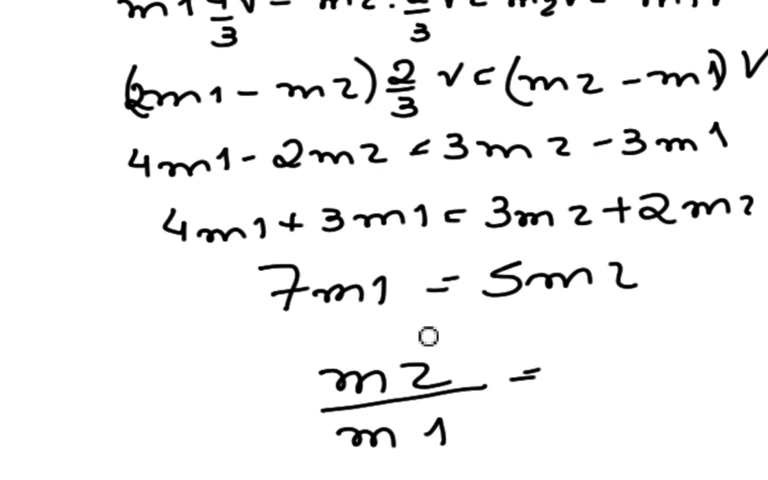 (2m1 - m2) 2/3 v = (m2 - m1) V
4m1 - 2m2 = 3m2 - 3m1
4m1 + 3m1 = 3m2 + 2m2
7m1 = 5m2
m2/m1 =